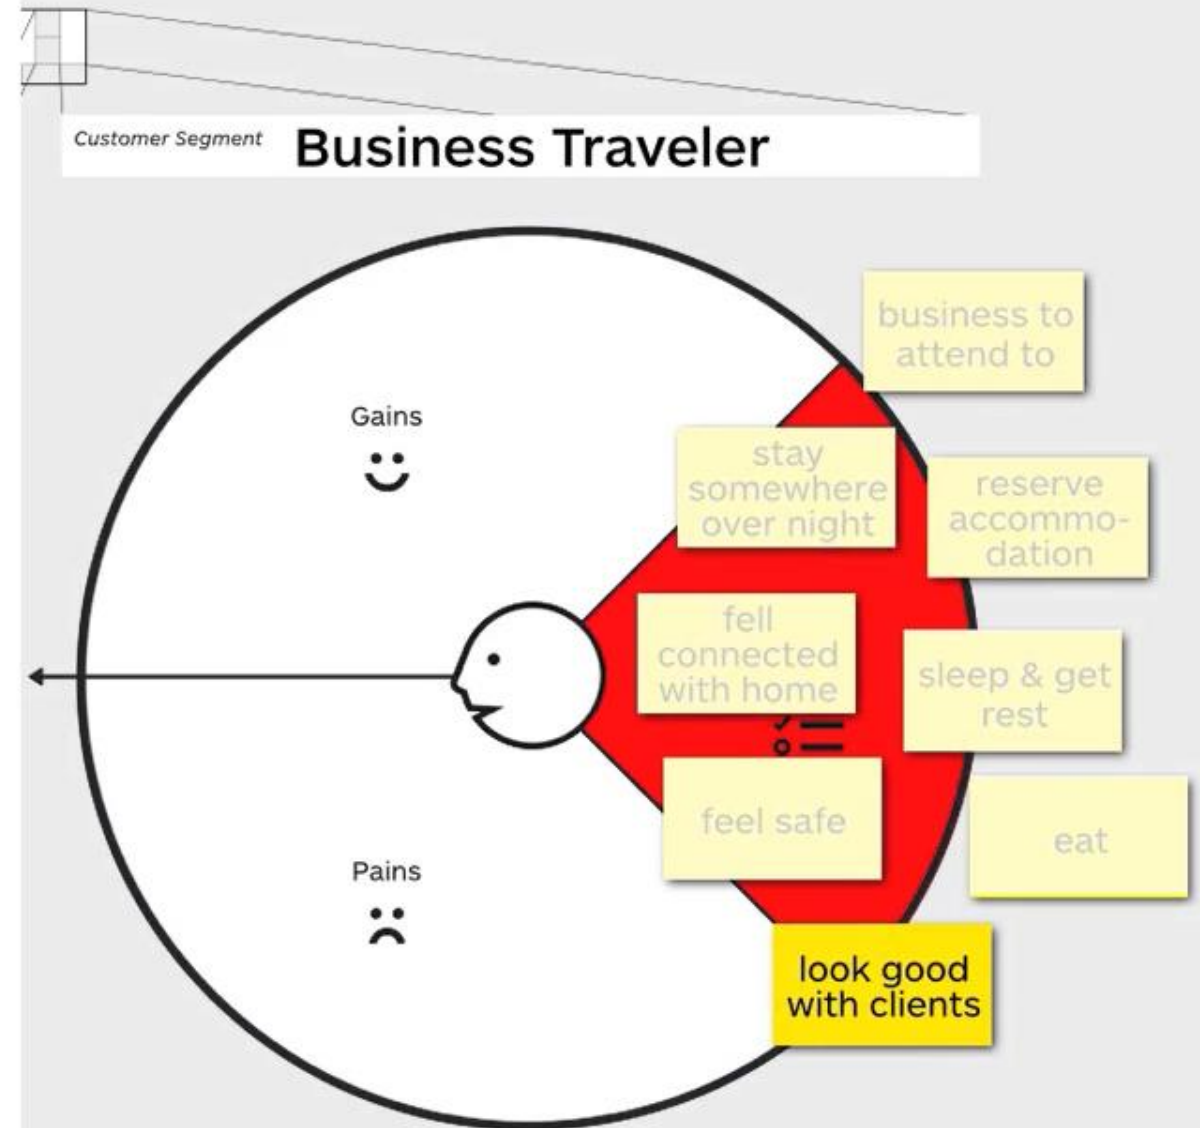 Customer Segment
Business Traveler
business to
attend to
Gains
stay
somewhere
over night
reserve
accommo-
dation
fell
connected
with home
sleep & get
rest
feel safe
eat
Pains
look good
with clients